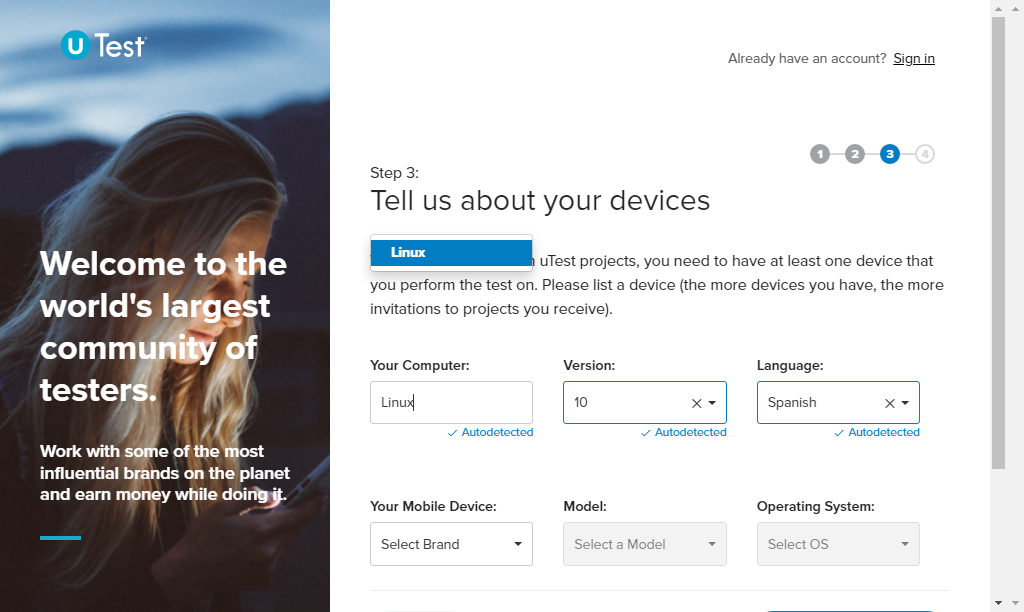 U Test
Already have an account? Sign in
1 2 3 4
Step 3:
Tell us about your devices
Linux
uTest projects, you need to have at least one device that
you perform the test on. Please list a device (the more devices you have, the more
invitations to projects you receive).
Welcome to the
world's largest
community of
testers.
Work with some of the most
influential brands on the planet
and earn money while doing it.
Your Computer: Version: Language:
Linux 10 Spanish
Autodetected Autodetected Autodetected
Your Mobile Device: Model: Operating System:
Select Brand Select a Model Select OS